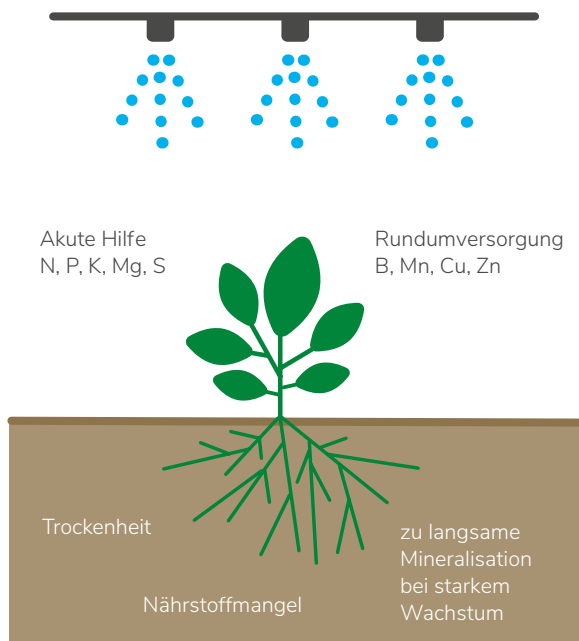 Akute Hilfe
N, P, K, Mg, S
Rundumversorgung
B, Mn, Cu, Zn
Trockenheit
zu langsame
Mineralisation
bei starkem
Wachstum
Nährstoffmangel